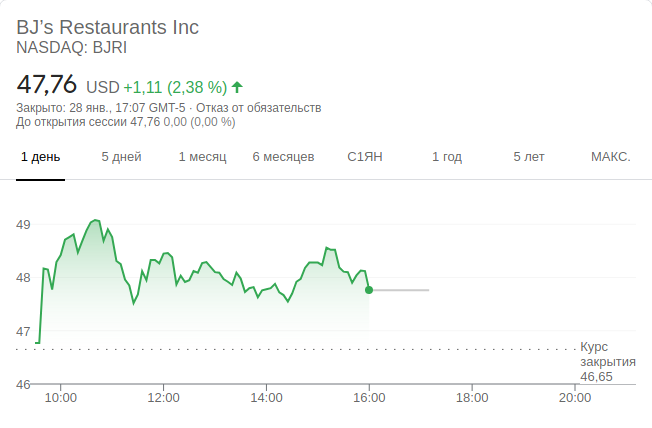 BJ’s Restaurants Inc
NASDAQ: BJRI
47,76 USD +1,11 (2,38 %)
Закрыто: 28 янв., 17:07 GMT-5 · Отказ от обязательств
До открытия сессии 47,76 0,00 (0,00 %)
1 день 5 дней 1 месяц 6 месяцев С1ЯН 1 год 5 лет МАКС.
49
48
47
Курс
закрытия
46,65
46
10:00 12:00 14:00 16:00 18:00 20:00